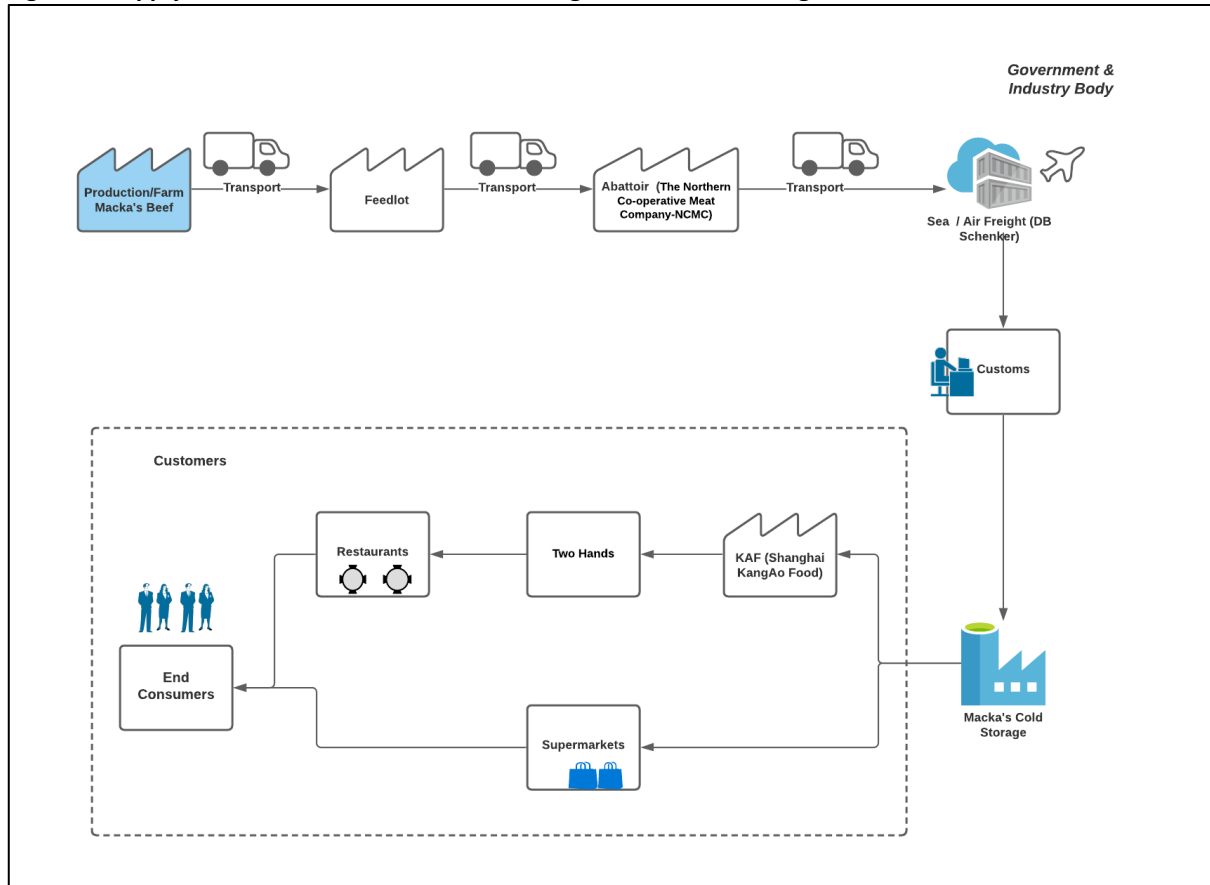 Government &
Industry Body
Transport
Transport
Transport
Production/Farm
Macka's Beef
Feedlot
Abattoir (The Northern
Co-operative Meat
Company-NCMC)
Sea / Air Freight (DB
Schenker)
Customs
Customers
Restaurants
Two Hands
KAF (Shanghai
KangAo Food)
End
Consumers
Supermarkets
Macka's Cold
Storage